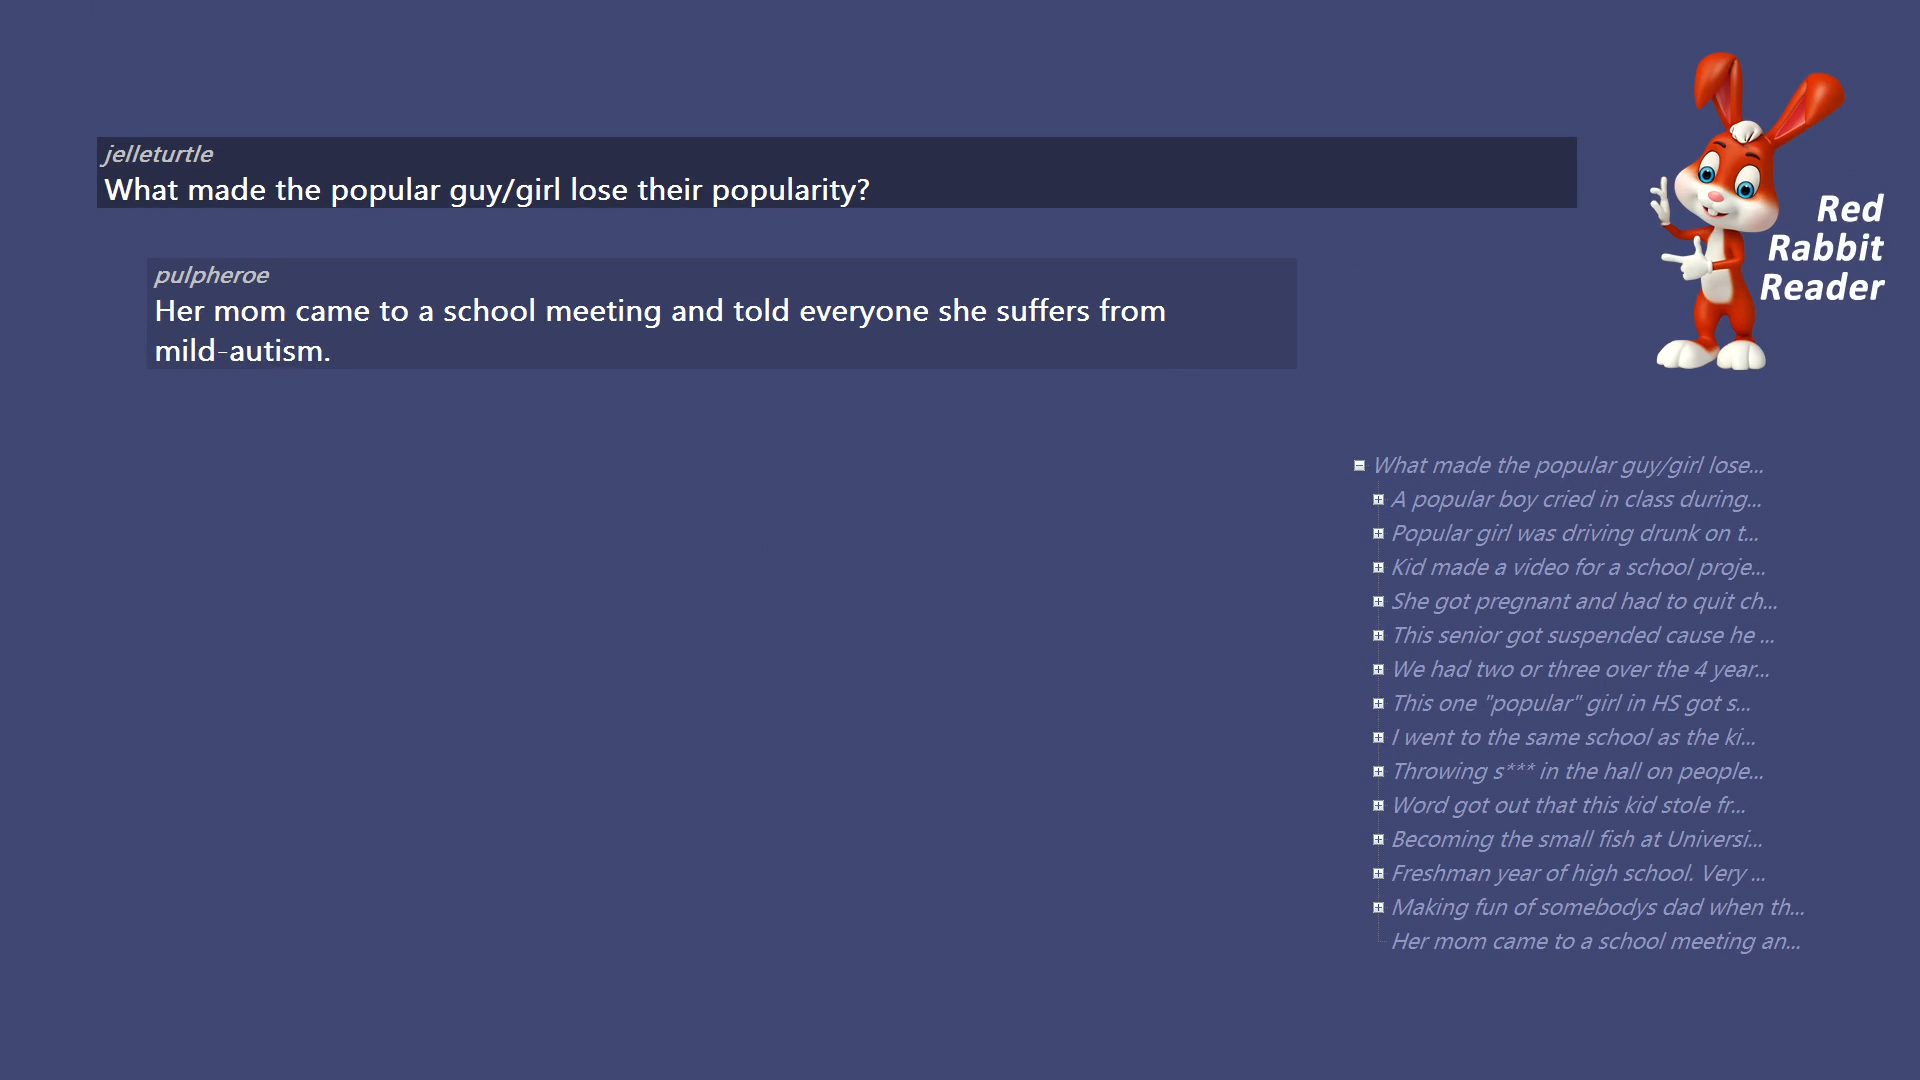 jelleturtle
What made the popular guy/girl lose their popularity?
pulpheroe
Her mom came to a school meeting and told everyone she suffers from
mild-autism.
Red
Rabbit
Reader
What made the popular guy/girl lose...
A popular boy cried in class during...
Popular girl was driving drunk on t...
Kid made a video for a school proje...
She got pregnant and had to quit ch...
This senior got suspended cause he ...
We had two or three over the 4 year...
This one "popular" girl in HS got s...
I went to the same school as the ki...
Throwing s*** in the hall on people...
Word got out that this kid stole fr...
Becoming the small fish at Universi...
Freshman year of high school. Very ...
Making fun of somebodys dad when th...
Her mom came to a school meeting an...